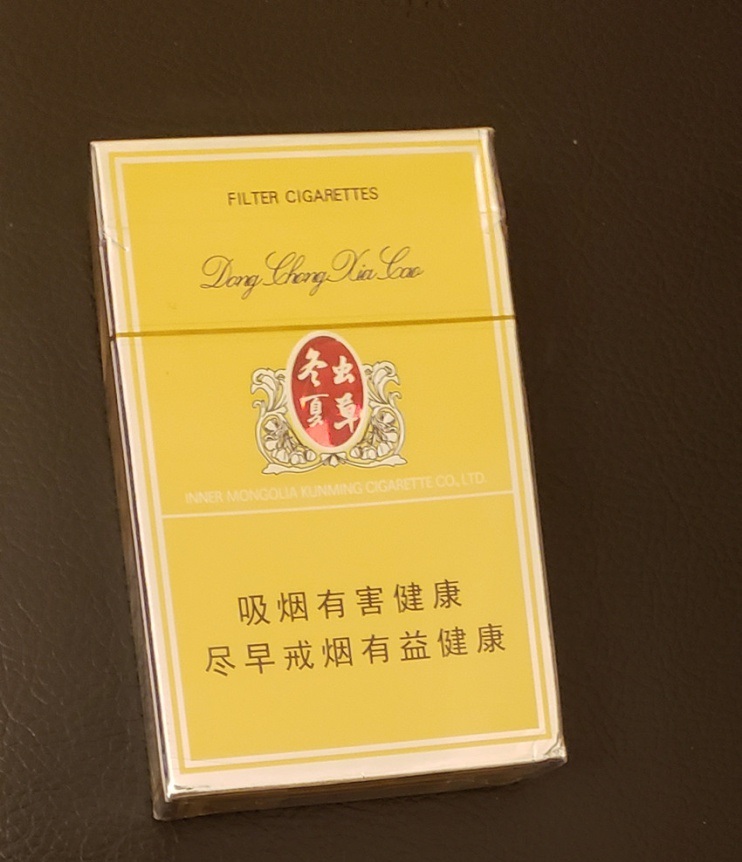 FILTER CIGARETTES
Dong Chong Xia Cao
冬虫
夏草
INNER MONGOLIA KUNMING CIGARETTE CO., LTD.
吸烟有害健康
尽早戒烟有益健康